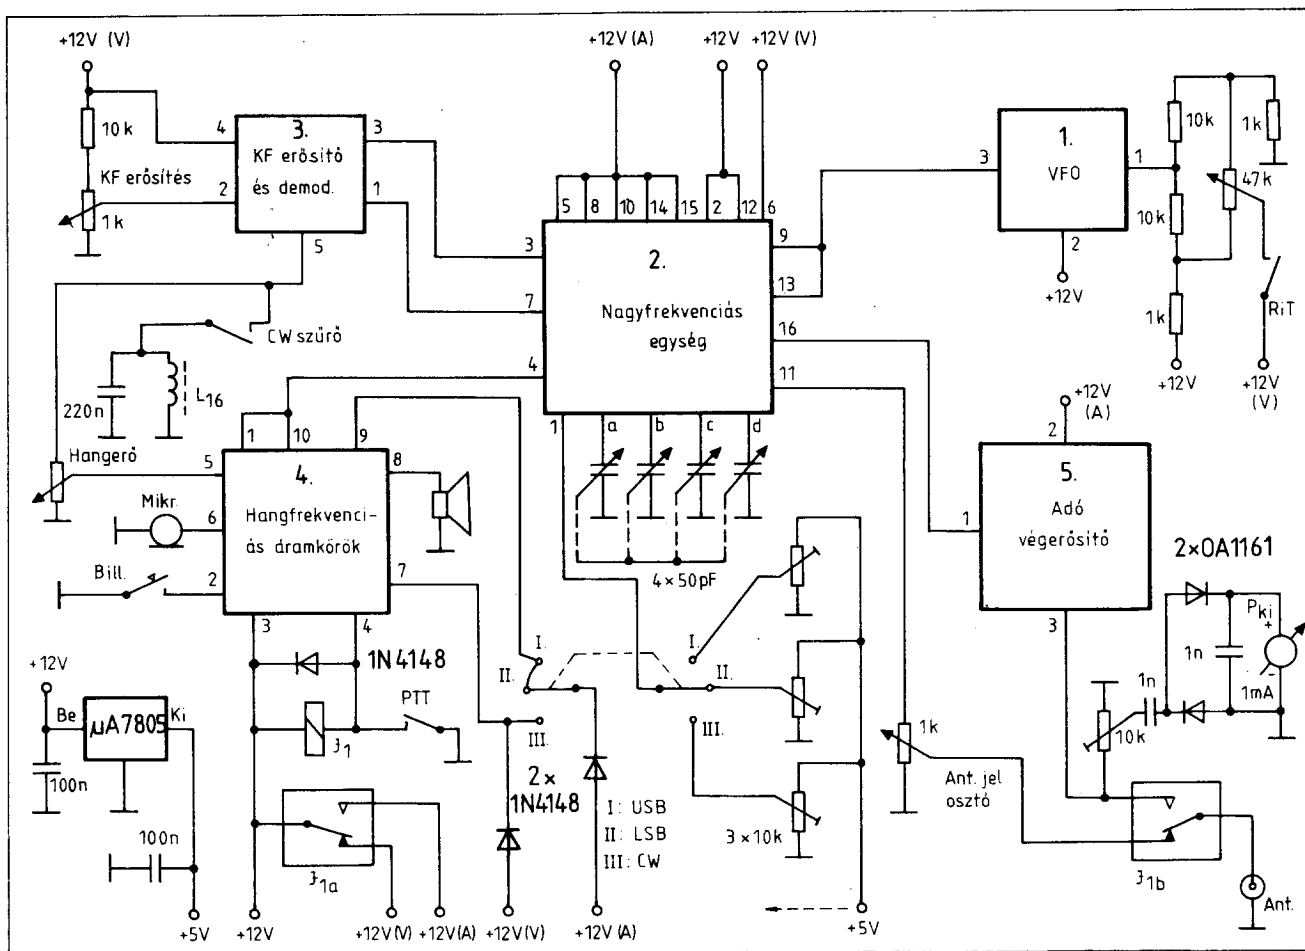 +12V (V)
+12V (A)
+12V
+12V (V)
10k
4
3.
KF erősítő
és demod.
3
KF erősítés
2
1
1k
5
5
8
10
14
15
2
12
6
3
7
4
2.
Nagyfrekvenciás
egység
9
13
16
11
1
a
b
c
d
4×50pF
3
1.
VFO
1
2
+12V
10k
1k
47k
10k
1k
RiT
+12V
+12V
(V)
CW szűrő
220n
L16
Hangerő
1
10
9
5
4.
Hangfrekvenci-
ás áramkörök
8
Mikr.
6
Bill.
2
7
3
4
1N4148
PTT
J1
+12V
Be
µA7805
Ki
100n
100n
+5V
J1a
+12V
+12V(V)
+12V(A)
I.
II.
III.
2×
1N4148
I: USB
II: LSB
III: CW
+12V(V)
+12V (A)
I.
II.
III.
3×10k
+5V
1k
Ant. jel
osztó
+12V
(A)
2
1
5.
Adó
végerősítő
3
2×OA1161
Pki
+
-
1n
1n
1mA
10k
J1b
Ant.